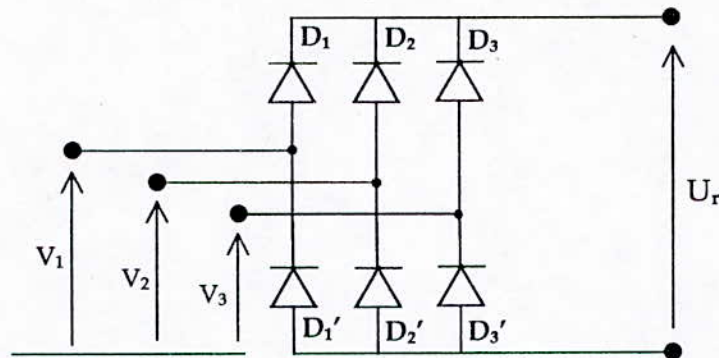 D₁ D₂ D₃
V₁
V₂
V₃
Uᵣ
D₁′ D₂′ D₃′